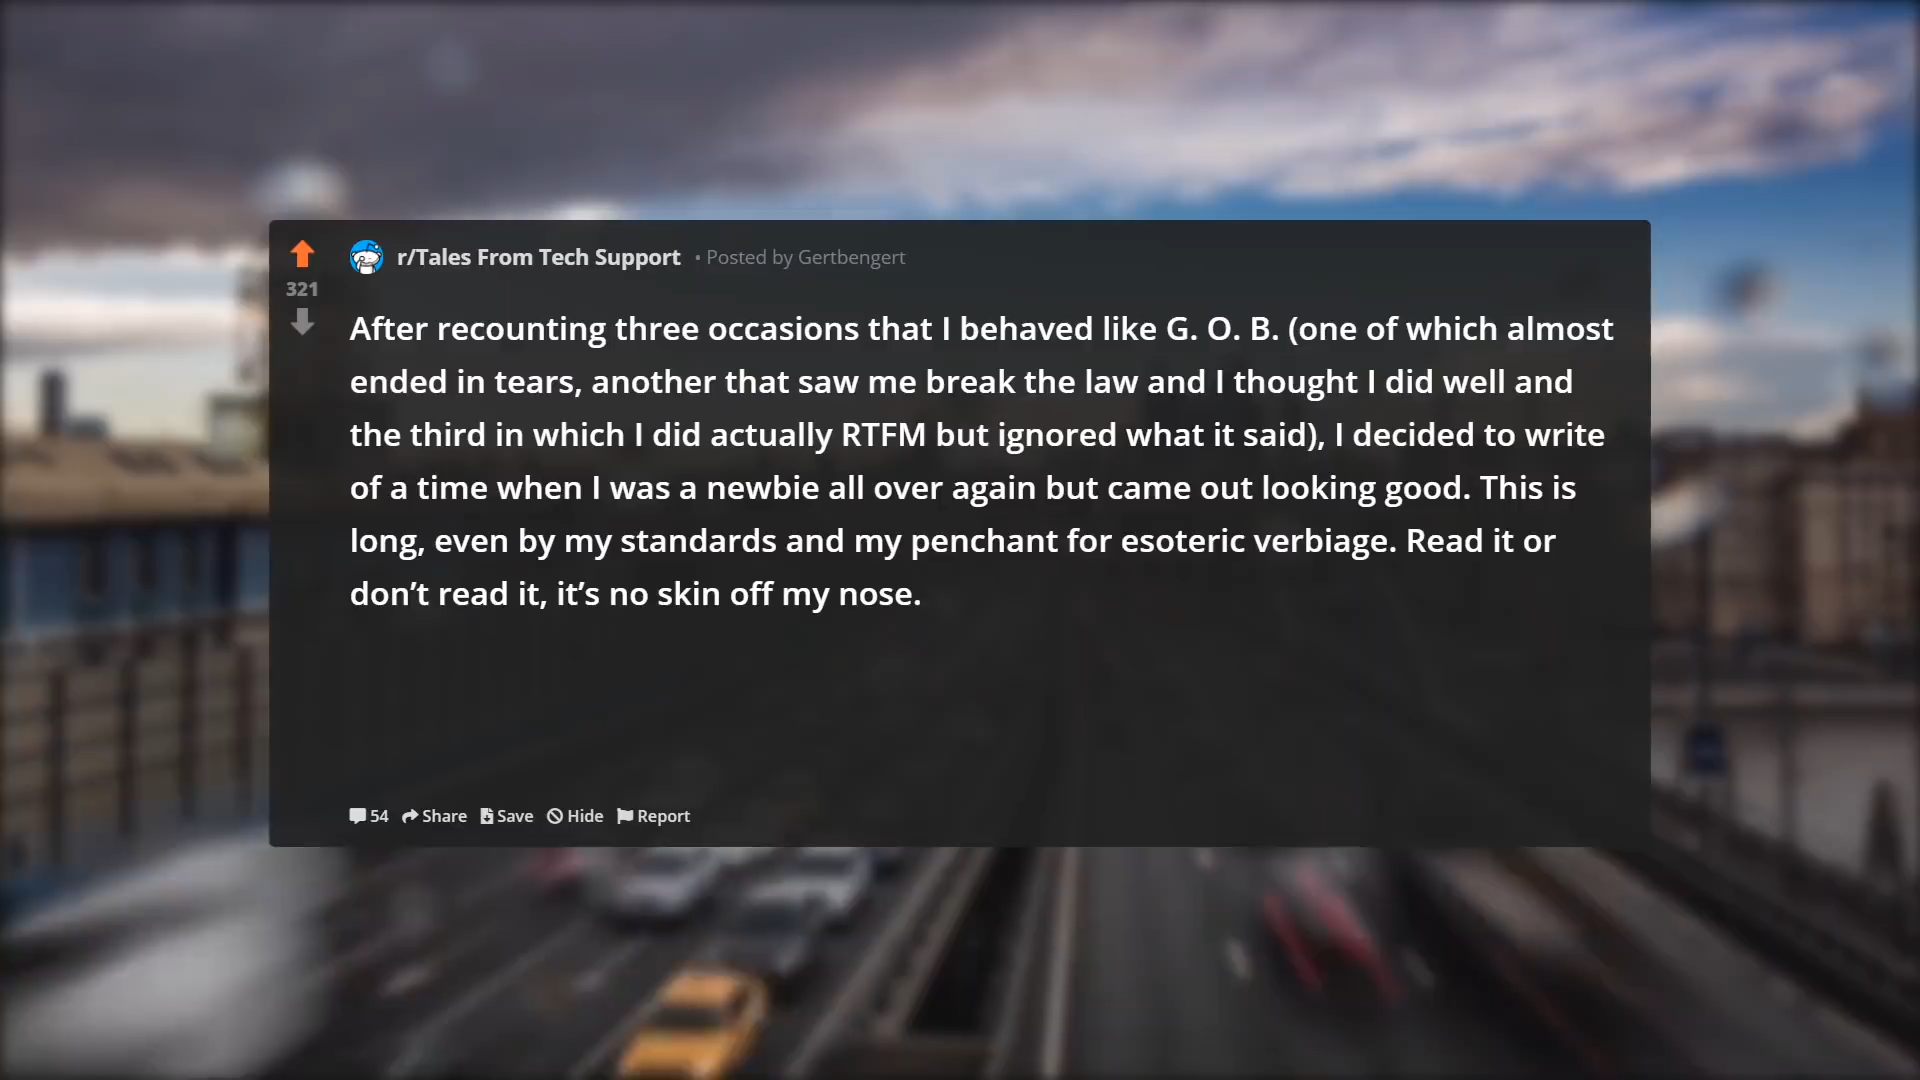 r/Tales From Tech Support • Posted by Gertbengert
321
After recounting three occasions that I behaved like G. O. B. (one of which almost
ended in tears, another that saw me break the law and I thought I did well and
the third in which I did actually RTFM but ignored what it said), I decided to write
of a time when I was a newbie all over again but came out looking good. This is
long, even by my standards and my penchant for esoteric verbiage. Read it or
don’t read it, it’s no skin off my nose.
54 Share Save Hide Report